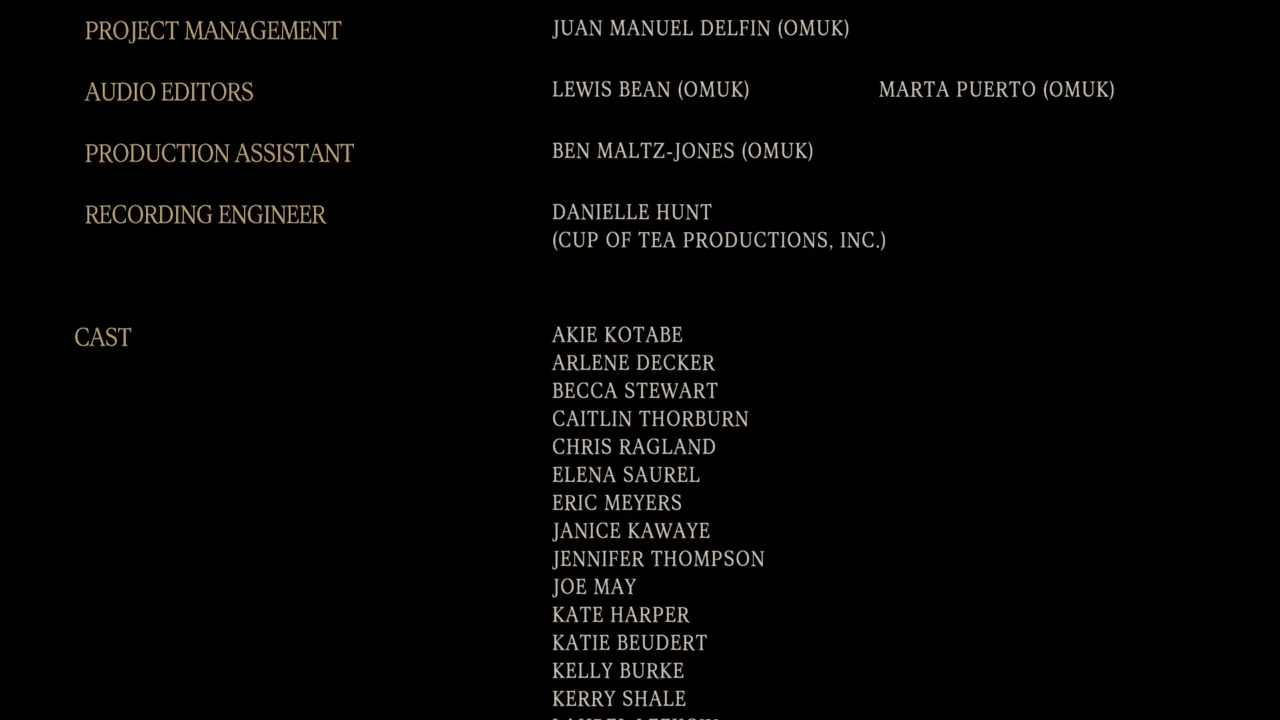 PROJECT MANAGEMENT JUAN MANUEL DELFIN (OMUK)
AUDIO EDITORS LEWIS BEAN (OMUK) MARTA PUERTO (OMUK)
PRODUCTION ASSISTANT BEN MALTZ-JONES (OMUK)
RECORDING ENGINEER DANIELLE HUNT
(CUP OF TEA PRODUCTIONS, INC.)
CAST AKIE KOTABE
ARLENE DECKER
BECCA STEWART
CAITLIN THORBURN
CHRIS RAGLAND
ELENA SAUREL
ERIC MEYERS
JANICE KAWAYE
JENNIFER THOMPSON
JOE MAY
KATE HARPER
KATIE BEUDERT
KELLY BURKE
KERRY SHALE